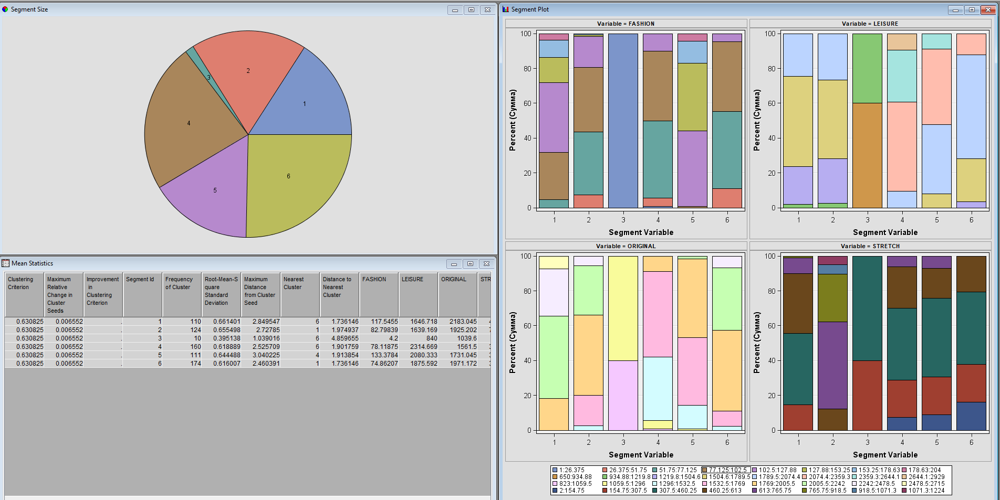 Segment Size
2
1
3
4
5
6
Mean Statistics
Clustering Criterion	Maximum Relative Change in Cluster Seeds	Improvement in Clustering Criterion	Segment Id	Frequency of Cluster	Root-Mean-Square Standard Deviation	Maximum Distance from Cluster Seed	Nearest Cluster	Distance to Nearest Cluster	FASHION	LEISURE	ORIGINAL	STR
0.630825	0.006552	.	1	110	0.661401	2.849547	6	1.736146	117.5455	1646.718	2183.045
0.630825	0.006552	.	2	124	0.655498	2.72785	1	1.974937	82.79839	1639.169	1925.202
0.630825	0.006552	.	3	10	0.395138	1.039016	6	4.859655	4.2	840	1039.6
0.630825	0.006552	.	4	160	0.618889	2.525709	6	1.901759	78.11875	2314.669	1561.5
0.630825	0.006552	.	5	111	0.644488	3.040225	4	1.913854	133.3784	2080.333	1731.045
0.630825	0.006552	.	6	174	0.616007	2.460391	1	1.736146	74.86207	1875.592	1971.172
Segment Plot
Variable = FASHION
Percent (Сумма)
100
80
60
40
20
0
1 2 3 4 5 6
Segment Variable
Variable = LEISURE
Percent (Сумма)
100
80
60
40
20
0
1 2 3 4 5 6
Segment Variable
Variable = ORIGINAL
Percent (Сумма)
100
80
60
40
20
0
1 2 3 4 5 6
Segment Variable
Variable = STRETCH
Percent (Сумма)
100
80
60
40
20
0
1 2 3 4 5 6
Segment Variable
1:26.375 26.375:51.75 51.75:77.125 77.125:102.5 102.5:127.88 127.88:153.25 153.25:178.63 178.63:204
650:934.88 934.88:1219.8 1219.8:1504.6 1504.6:1789.5 1789.5:2074.4 2074.4:2359.3 2359.3:2644.1 2644.1:2929
823:1059.5 1059.5:1296 1296:1532.5 1532.5:1769 1769:2005.5 2005.5:2242 2242:2478.5 2478.5:2715
2:154.75 154.75:307.5 307.5:460.25 460.25:613 613:765.75 765.75:918.5 918.5:1071.3 1071.3:1224